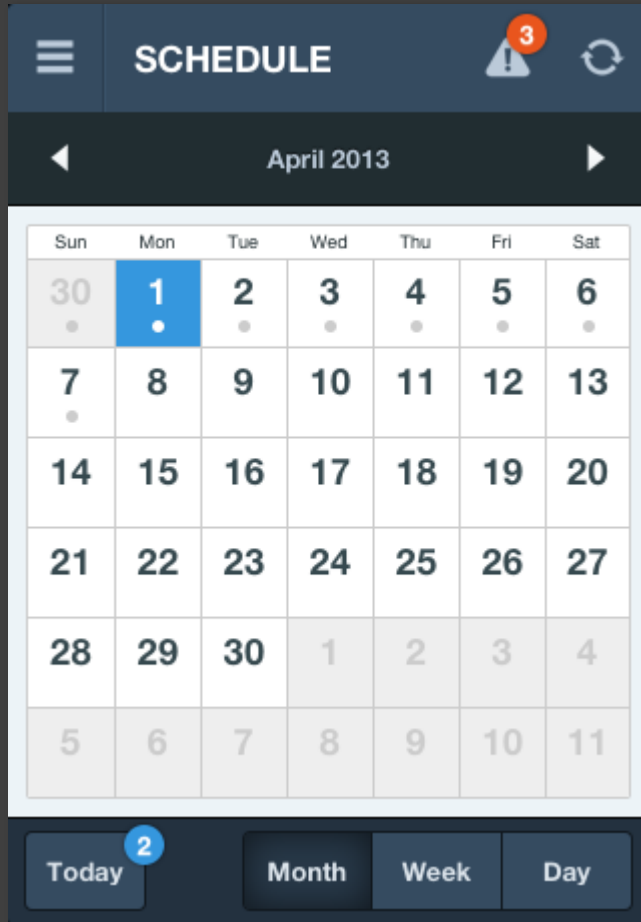 SCHEDULE 3
April 2013
Sun Mon Tue Wed Thu Fri Sat
30 1 2 3 4 5 6
7 8 9 10 11 12 13
14 15 16 17 18 19 20
21 22 23 24 25 26 27
28 29 30 1 2 3 4
5 6 7 8 9 10 11
Today 2 Month Week Day